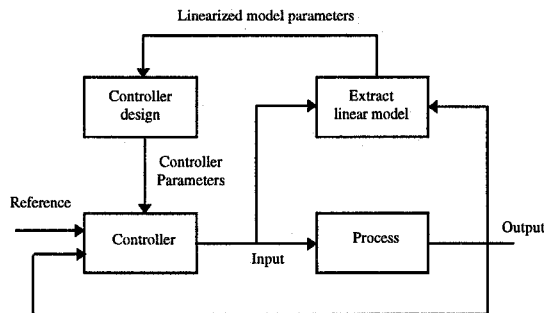 Linearized model parameters
Controller
design
Extract
linear model
Controller
Parameters
Reference
Controller
Input
Process
Output